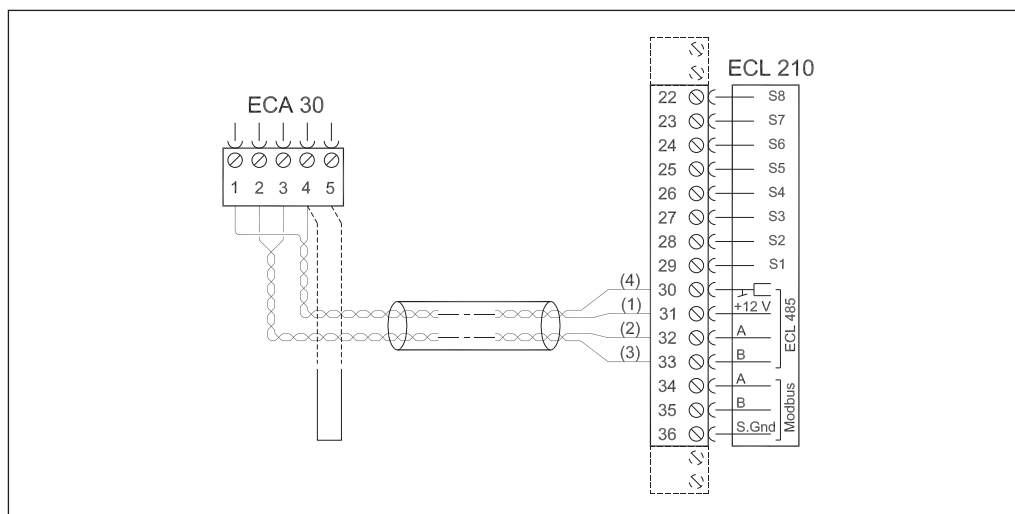 ECA 30
1 2 3 4 5
ECL 210
22 S8
23 S7
24 S6
25 S5
26 S4
27 S3
28 S2
29 S1
(4) 30
(1) 31 +12 V
(2) 32 A
(3) 33 B
ECL 485
34 A
35 B
36 S.Gnd
Modbus